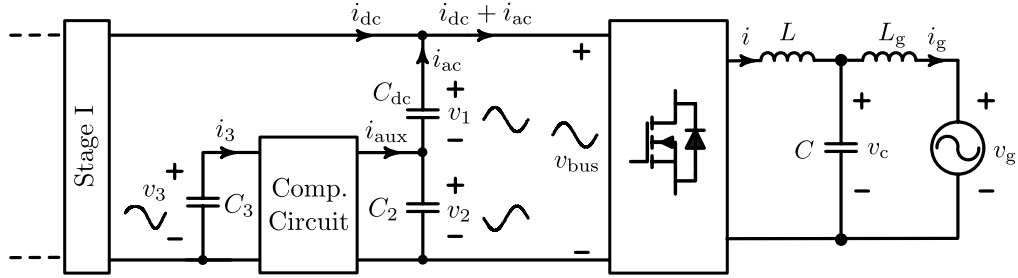 i_dc
i_dc + i_ac
i
L
L_g
i_g
Stage I
+
i_ac
+
C_dc
v_1
−
i_3
i_aux
v_bus
+
C
v_c
+
v_g
+
v_3
C_3
Comp.
Circuit
C_2
+
v_2
−
−
−
−
−